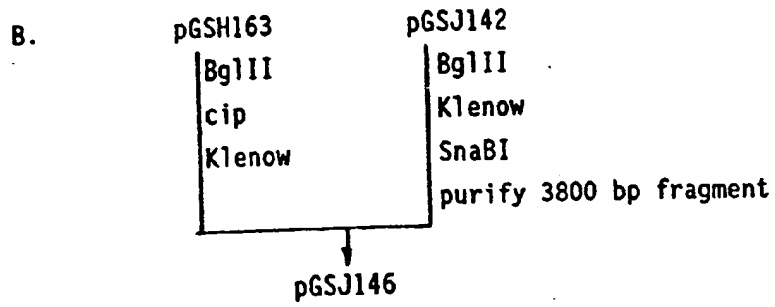 B.
pGSH163 pGSJ142
BglII BglII
cip Klenow
Klenow SnaBI
purify 3800 bp fragment
pGSJ146